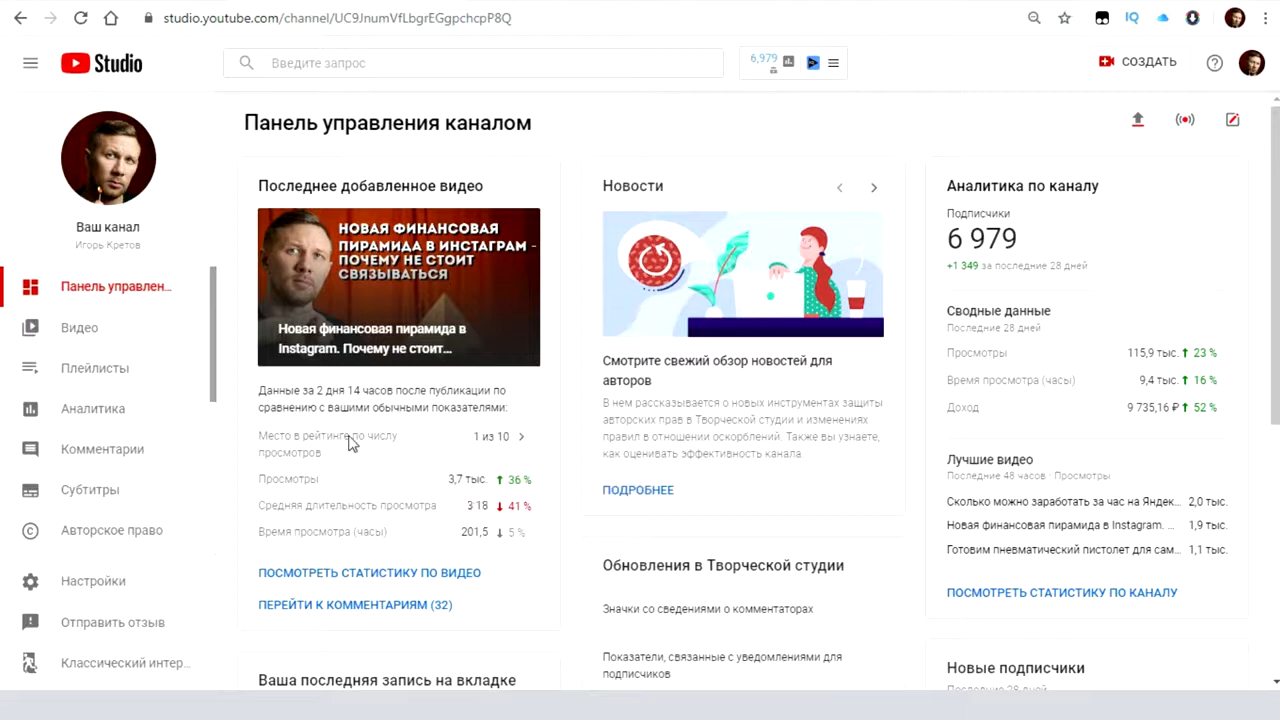 studio.youtube.com/channel/UC9JnumVfLbgrEGgpchcpP8Q
IQ
Studio
Введите запрос
6,979
СОЗДАТЬ
Ваш канал
Игорь Кретов
Панель управлен...
Видео
Плейлисты
Аналитика
Комментарии
Субтитры
Авторское право
Настройки
Отправить отзыв
Классический интер...
Панель управления каналом
Последнее добавленное видео
НОВАЯ ФИНАНСОВАЯ
ПИРАМИДА В ИНСТАГРАМ -
ПОЧЕМУ НЕ СТОИТ
СВЯЗЫВАТЬСЯ
Новая финансовая пирамида в
Instagram. Почему не стоит...
Данные за 2 дня 14 часов после публикации по
сравнению с вашими обычными показателями:
Место в рейтинге по числу
просмотров
1 из 10
Просмотры 3,7 тыс. 36 %
Средняя длительность просмотра 3:18 41 %
Время просмотра (часы) 201,5 5 %
ПОСМОТРЕТЬ СТАТИСТИКУ ПО ВИДЕО
ПЕРЕЙТИ К КОММЕНТАРИЯМ (32)
Ваша последняя запись на вкладке
Новости
Смотрите свежий обзор новостей для
авторов
В нем рассказывается о новых инструментах защиты
авторских прав в Творческой студии и изменениях
правил в отношении оскорблений. Также вы узнаете,
как оценивать эффективность канала.
ПОДРОБНЕЕ
Обновления в Творческой студии
Значки со сведениями о комментаторах
Показатели, связанные с уведомлениями для
подписчиков
Аналитика по каналу
Подписчики
6 979
+1 349 за последние 28 дней
Сводные данные
Последние 28 дней
Просмотры 115,9 тыс. 23 %
Время просмотра (часы) 9,4 тыс. 16 %
Доход 9 735,16 ₽ 52 %
Лучшие видео
Последние 48 часов · Просмотры
Сколько можно заработать за час на Яндек... 2,0 тыс.
Новая финансовая пирамида в Instagram. ... 1,9 тыс.
Готовим пневматический пистолет для сам... 1,1 тыс.
ПОСМОТРЕТЬ СТАТИСТИКУ ПО КАНАЛУ
Новые подписчики
Последние 28 дней